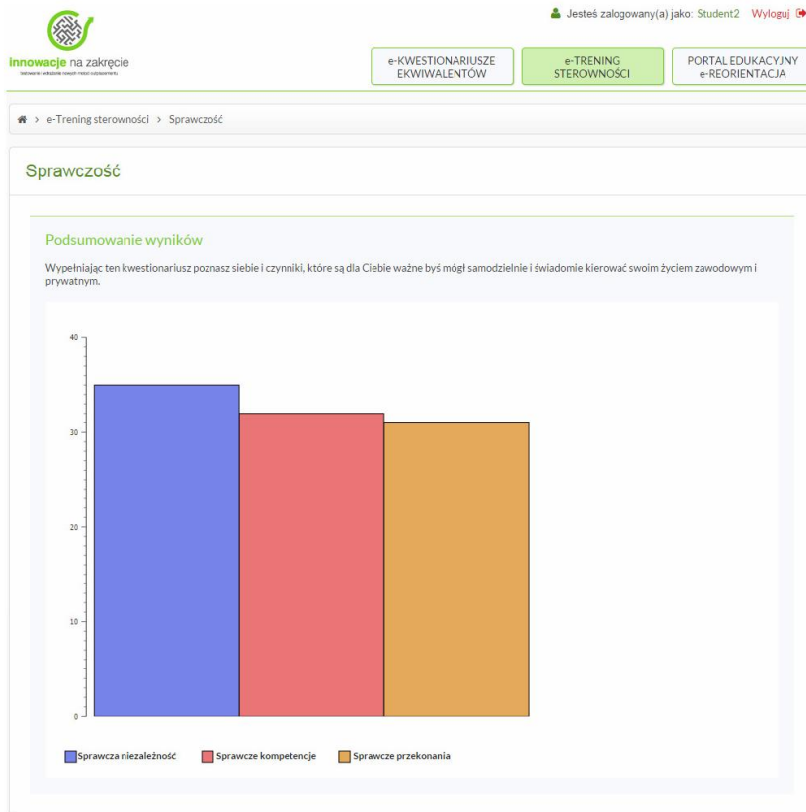 Jesteś zalogowany(a) jako: Student2 Wyloguj
innowacje na zakręcie
e-KWESTIONARIUSZE
EKWIWALENTÓW
e-TRENING
STEROWNOŚCI
PORTAL EDUKACYJNY
e-REORIENTACJA
> e-Trening sterowności > Sprawczość
Sprawczość
Podsumowanie wyników
Wypełniając ten kwestionariusz poznasz siebie i czynniki, które są dla Ciebie ważne byś mógł samodzielnie i świadomie kierować swoim życiem zawodowym i
prywatnym.
40
30
20
10
0
Sprawcza niezależność Sprawcze kompetencje Sprawcze przekonania